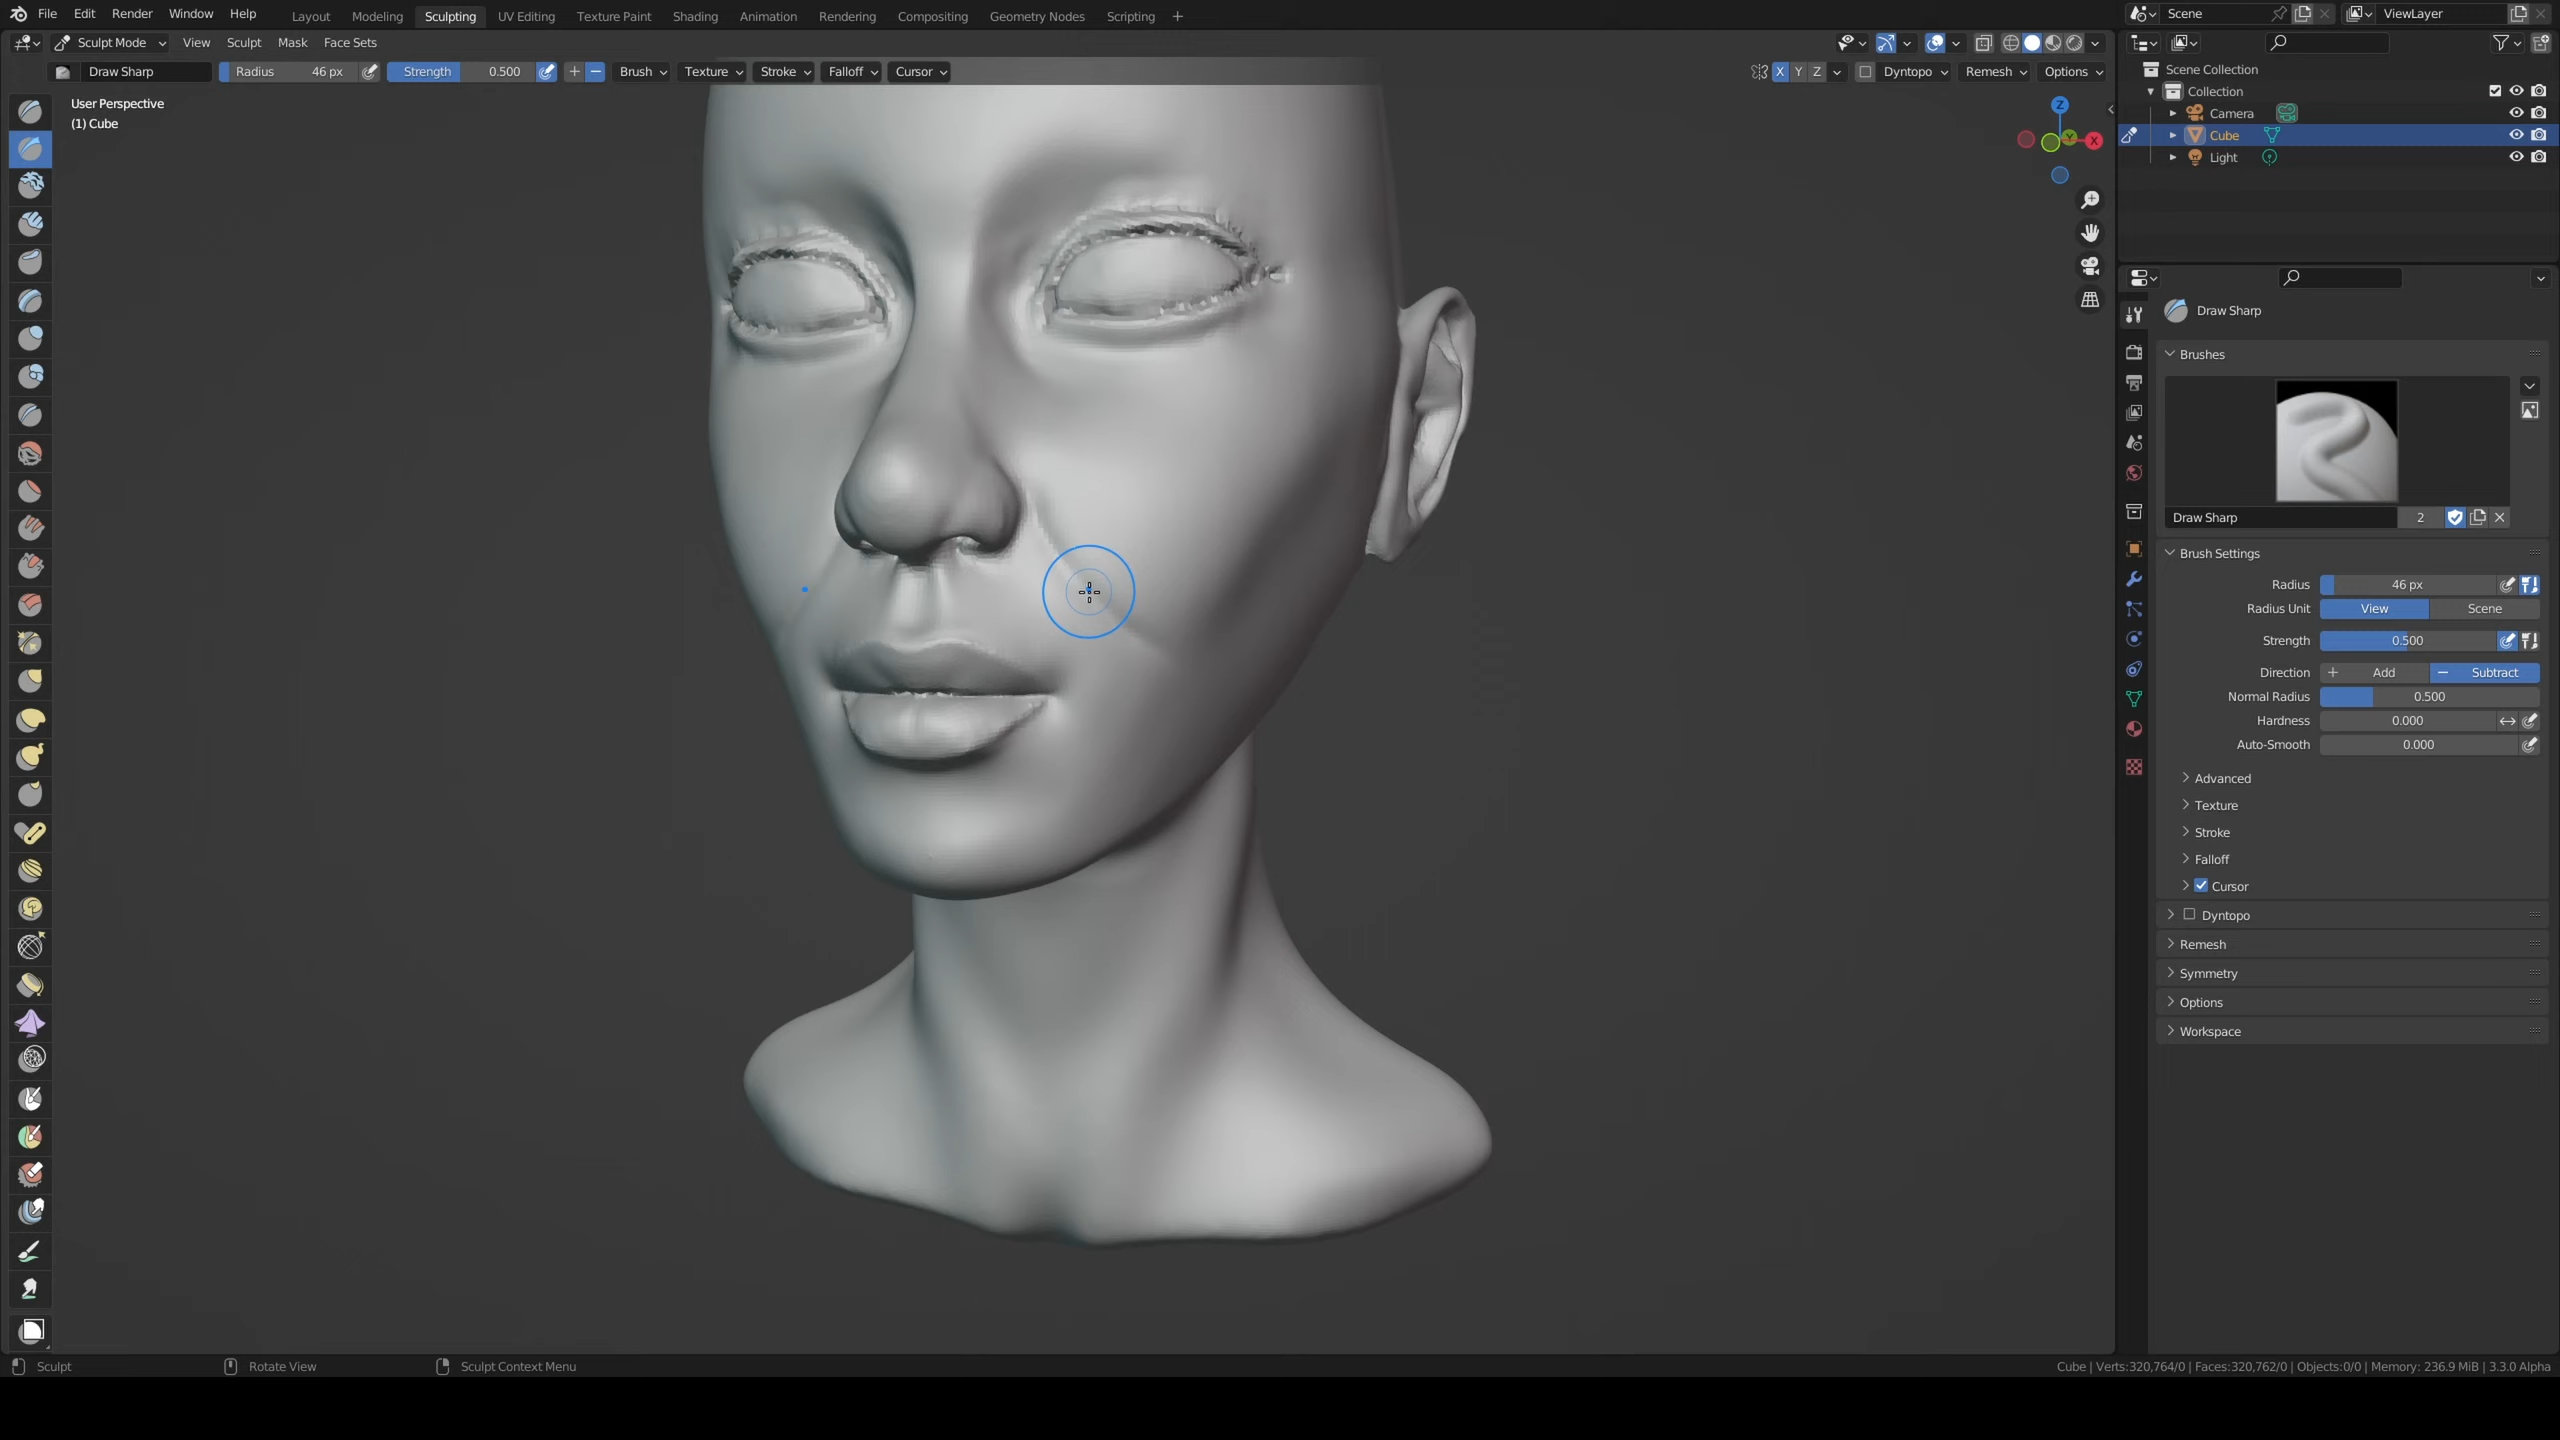 File Edit Render Window Help Layout Modeling Sculpting UV Editing Texture Paint Shading Animation Rendering Compositing Geometry Nodes Scripting + Scene ViewLayer
Sculpt Mode View Sculpt Mask Face Sets
Draw Sharp Radius 46 px Strength 0.500 + − Brush Texture Stroke Falloff Cursor X Y Z Dyntopo Remesh Options
User Perspective
(1) Cube
Z
Y
X
Scene Collection
Collection
Camera
Cube
Light
Draw Sharp
Brushes
Draw Sharp 2
Brush Settings
Radius 46 px
Radius Unit View Scene
Strength 0.500
Direction + Add − Subtract
Normal Radius 0.500
Hardness 0.000
Auto-Smooth 0.000
Advanced
Texture
Stroke
Falloff
Cursor
Dyntopo
Remesh
Symmetry
Options
Workspace
Sculpt Rotate View Sculpt Context Menu Cube | Verts:320,764/0 | Faces:320,762/0 | Objects:0/0 | Memory: 236.9 MiB | 3.3.0 Alpha